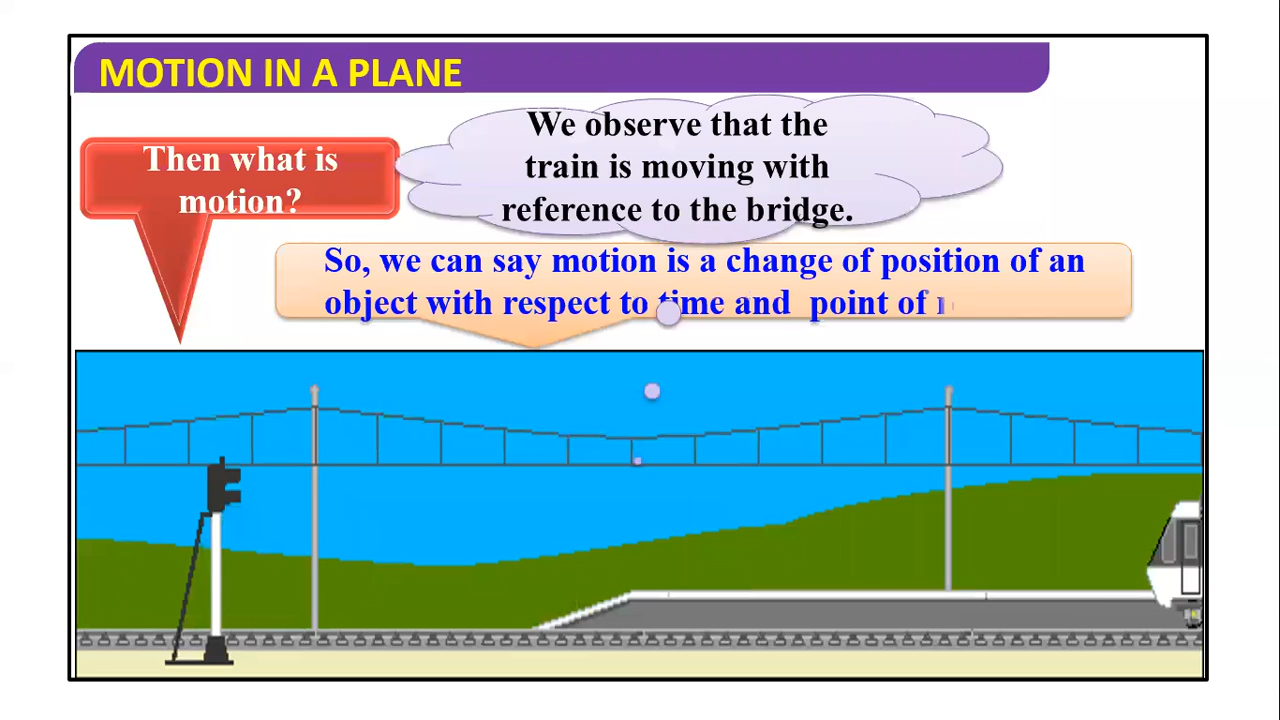 MOTION IN A PLANE
Then what is
motion?
We observe that the
train is moving with
reference to the bridge.
So, we can say motion is a change of position of an
object with respect to time and point of